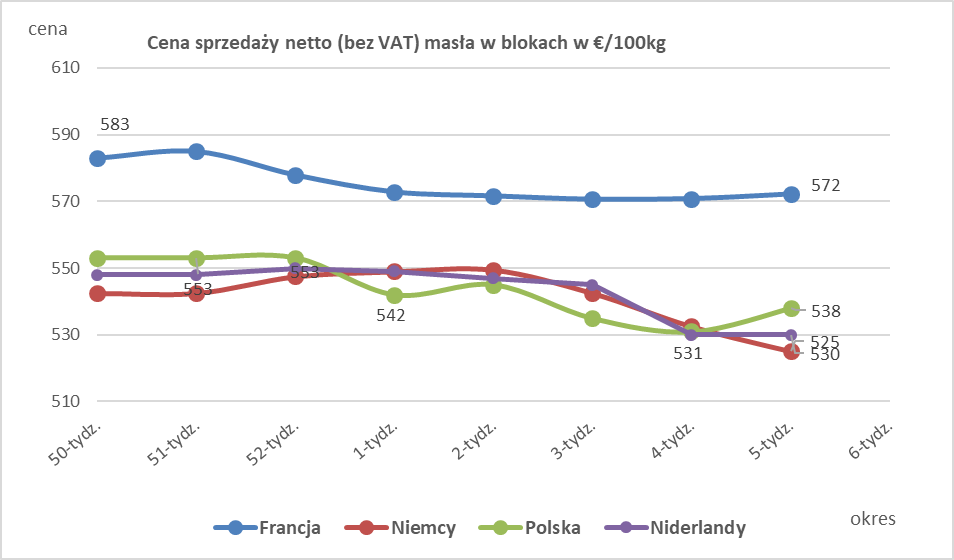 cena
Cena sprzedaży netto (bez VAT) masła w blokach w €/100kg
610
590
570
550
530
510
583
572
553
553
542
531
538
525
530
50-tydz.
51-tydz.
52-tydz.
1-tydz.
2-tydz.
3-tydz.
4-tydz.
5-tydz.
6-tydz.
okres
Francja
Niemcy
Polska
Niderlandy